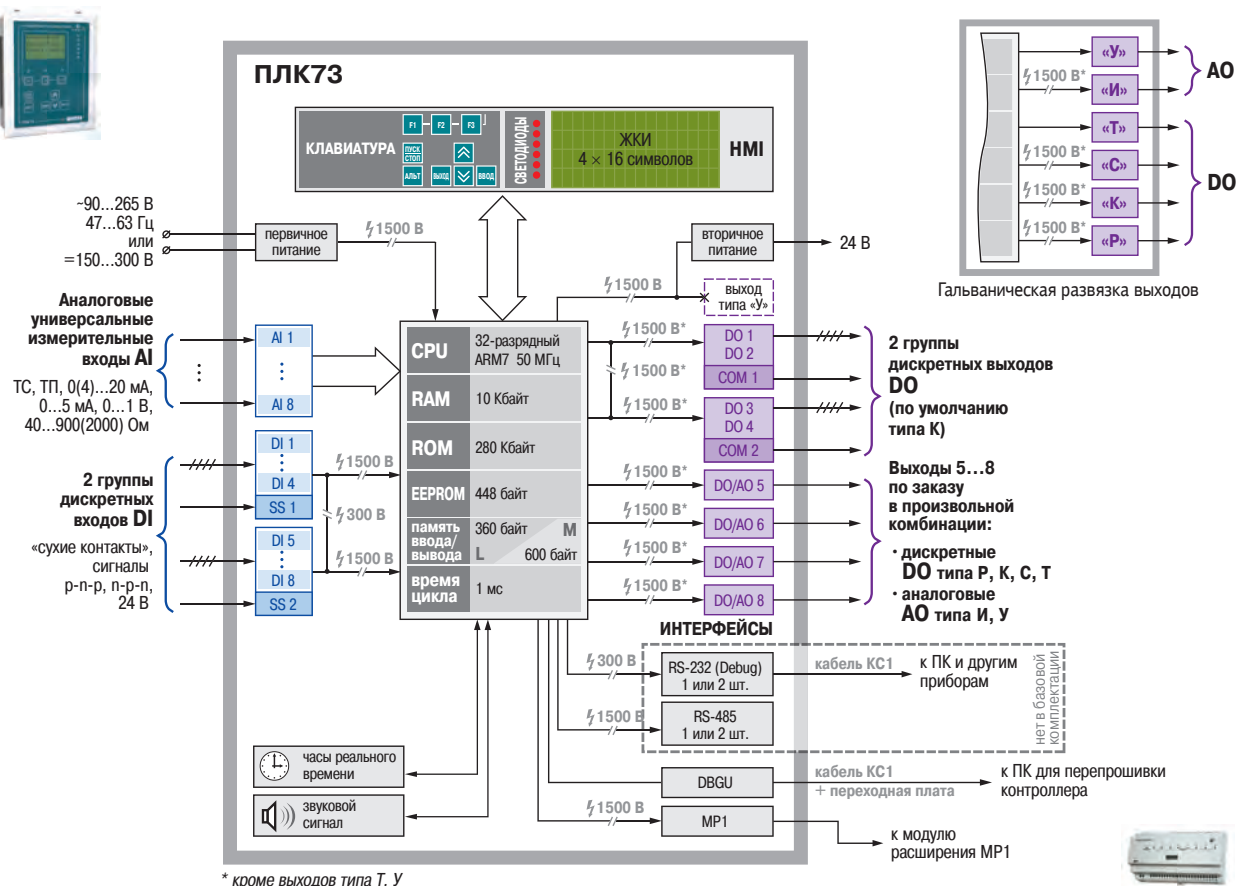 ПЛК73
КЛАВИАТУРА
F1
F2
F3
ПУСК
СТОП
АЛЬТ
ВЫХОД
ВВОД
СВЕТОДИОДЫ
ЖКИ
4 × 16 символов
HMI
~90...265 В
47...63 Гц
или
=150...300 В
первичное
питание
1500 В
вторичное
питание
24 В
1500 В
выход
типа «У»
Аналоговые
универсальные
измерительные
входы AI
ТС, ТП, 0(4)...20 мА,
0...5 мА, 0...1 В,
40...900(2000) Ом
AI 1
⋮
AI 8
2 группы
дискретных
входов DI
«сухие контакты»,
сигналы
p-n-p, n-p-n,
24 В
DI 1
⋮
DI 4
SS 1
DI 5
⋮
DI 8
SS 2
1500 В
300 В
1500 В
CPU
32-разрядный
ARM7 50 МГц
RAM
10 Кбайт
ROM
280 Кбайт
EEPROM
448 байт
память
ввода/
вывода
360 байт
M
L
600 байт
время
цикла
1 мс
1500 В*
1500 В*
1500 В*
1500 В*
1500 В*
1500 В*
1500 В*
DO 1
DO 2
COM 1
DO 3
DO 4
COM 2
DO/AO 5
DO/AO 6
DO/AO 7
DO/AO 8
2 группы
дискретных выходов
DO
(по умолчанию
типа К)
Выходы 5...8
по заказу
в произвольной
комбинации:
· дискретные
DO типа Р, К, С, Т
· аналоговые
АО типа И, У
ИНТЕРФЕЙСЫ
300 В
RS-232 (Debug)
1 или 2 шт.
кабель КС1
к ПК и другим
приборам
1500 В
RS-485
1 или 2 шт.
нет в базовой
комплектации
DBGU
кабель КС1
+ переходная плата
к ПК для перепрошивки
контроллера
1500 В
МР1
к модулю
расширения МР1
часы реального
времени
звуковой
сигнал
* кроме выходов типа Т, У
1500 В*
1500 В*
1500 В*
1500 В*
«У»
«И»
«Т»
«С»
«К»
«Р»
AO
DO
Гальваническая развязка выходов